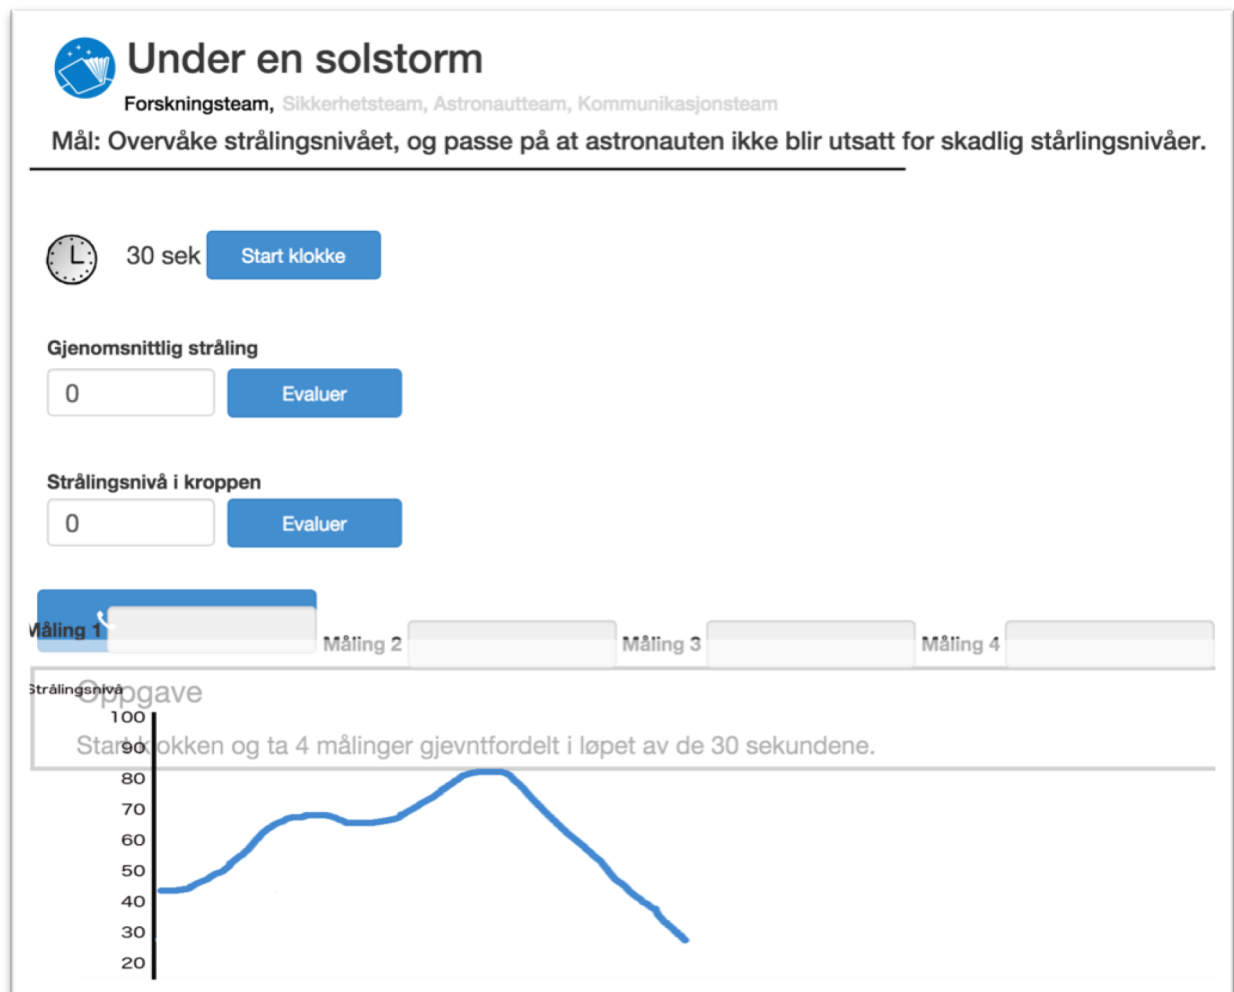 Under en solstorm
Forskningsteam, Sikkerhetsteam, Astronautteam, Kommunikasjonsteam
Mål: Overvåke strålingsnivået, og passe på at astronauten ikke blir utsatt for skadlig stårlingsnivåer.
30 sek Start klokke
Gjenomsnittlig stråling
0 Evaluer
Strålingsnivå i kroppen
0 Evaluer
Måling 1 Måling 2 Måling 3 Måling 4
Strålingsnivå
Oppgave
100
Start klokken og ta 4 målinger gjevntfordelt i løpet av de 30 sekundene.
90
80
70
60
50
40
30
20